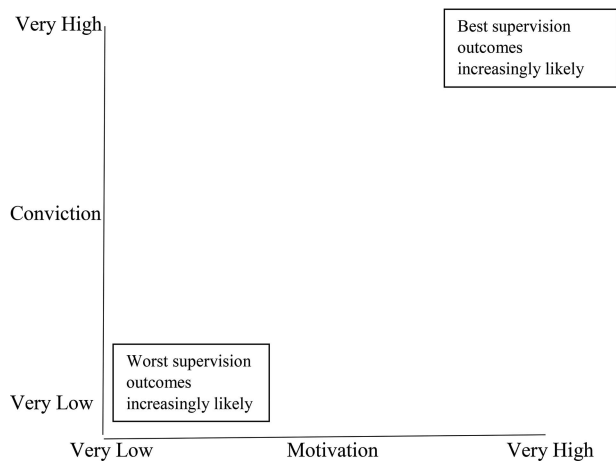 Very High
Best supervision
outcomes
increasingly likely
Conviction
Worst supervision
outcomes
increasingly likely
Very Low
Very Low Motivation Very High